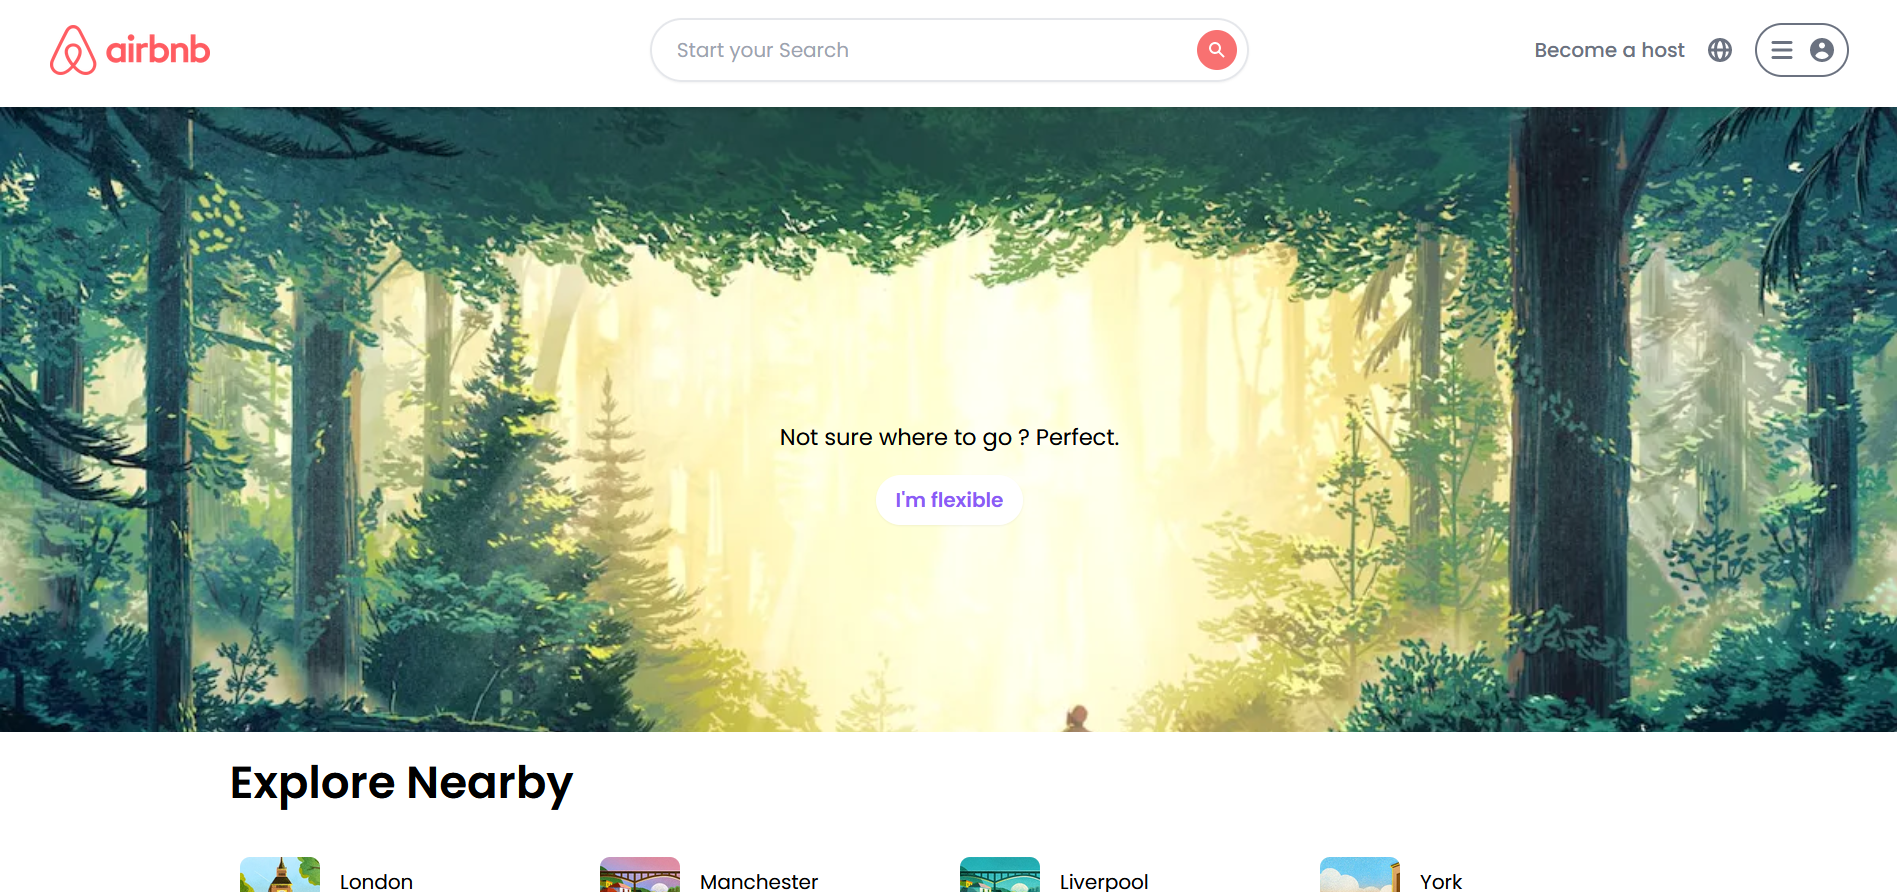 airbnb
Start your Search
Become a host
Not sure where to go ? Perfect.
I'm flexible
Explore Nearby
London
Manchester
Liverpool
York